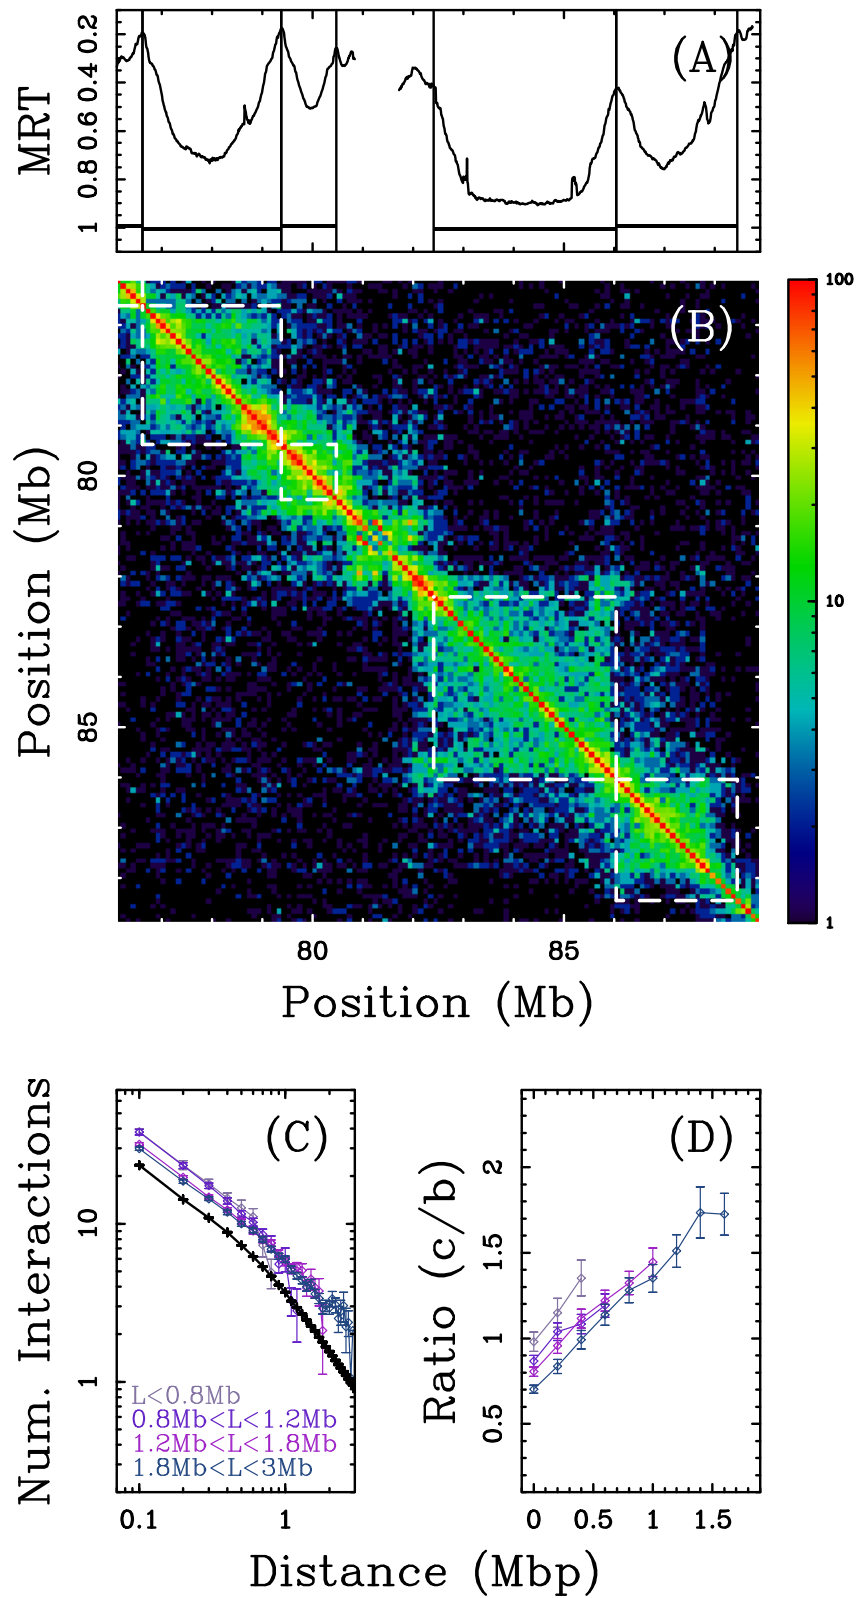 (A)
MRT
0.2
0.4
0.6
0.8
1
(B)
Position (Mb)
80
85
80
85
Position (Mb)
100
10
1
(C)
Num. Interactions
10
1
L<0.8Mb
0.8Mb<L<1.2Mb
1.2Mb<L<1.8Mb
1.8Mb<L<3Mb
0.1
1
(D)
Ratio (c/b)
2
1.5
1
0.5
0
0.5
1
1.5
Distance (Mbp)